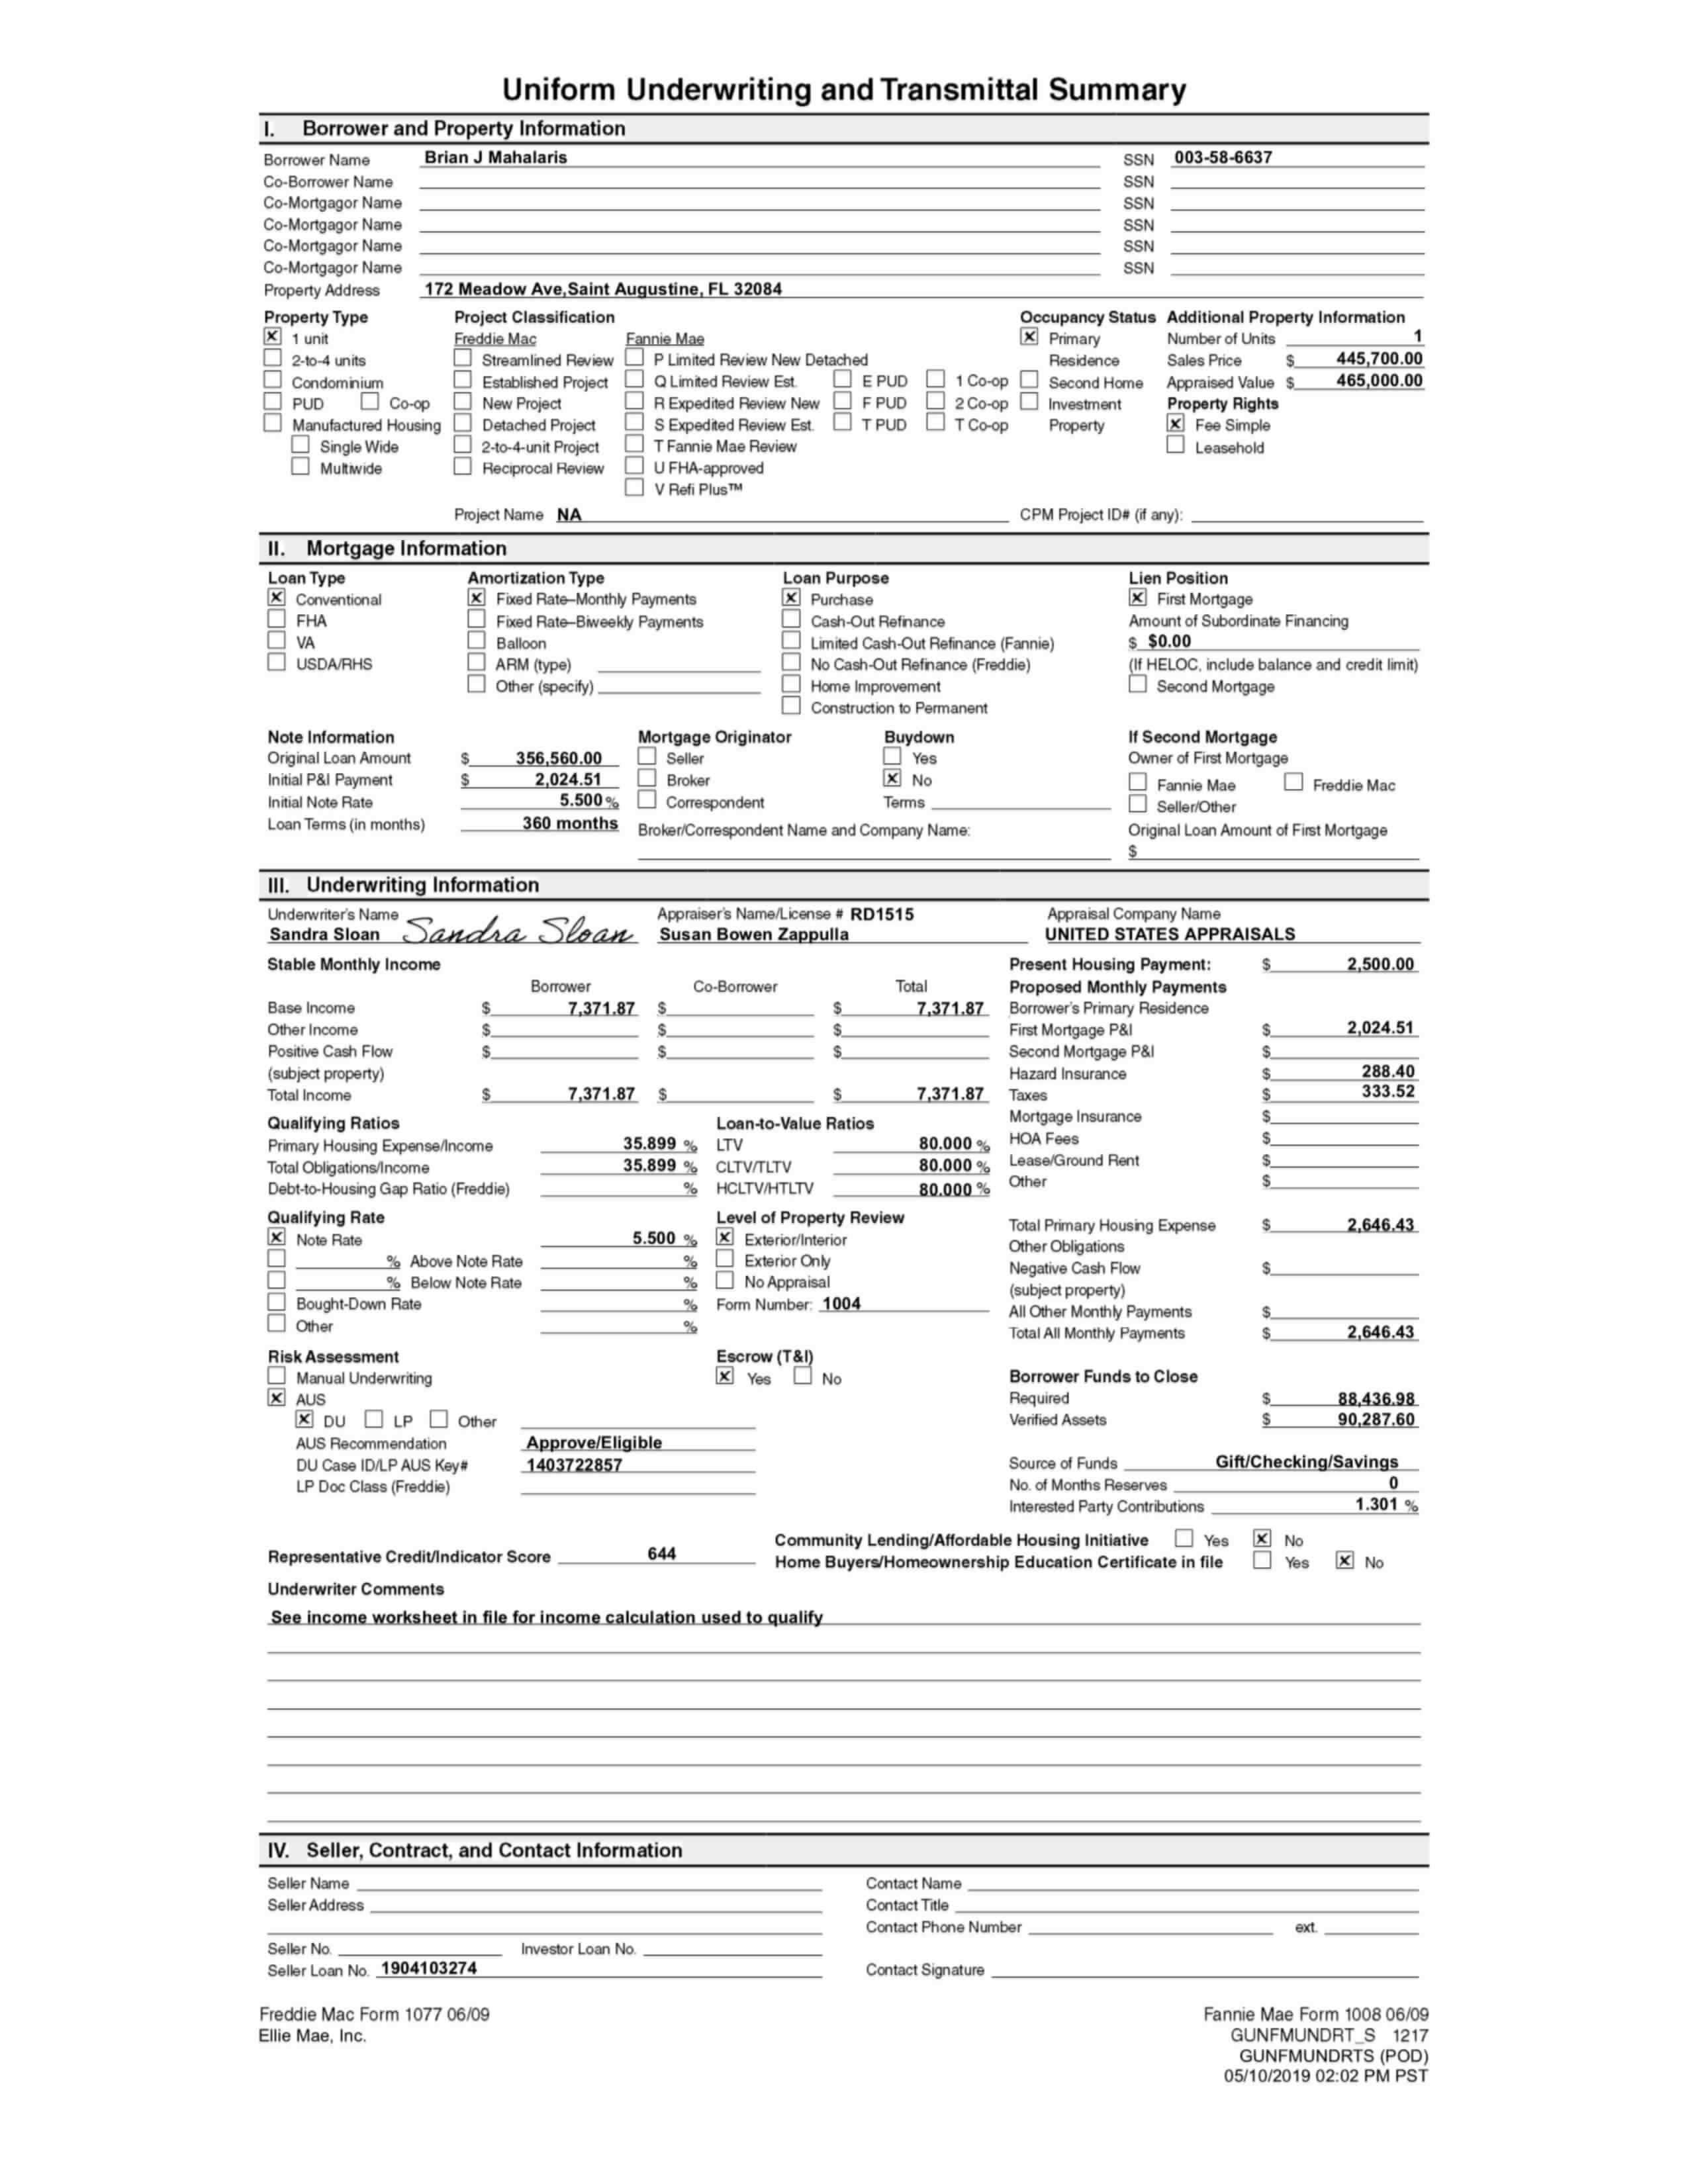 Uniform Underwriting and Transmittal Summary
I. Borrower and Property Information
Borrower Name Brian J Mahalaris SSN 003-58-6637
Co-Borrower Name SSN
Co-Mortgagor Name SSN
Co-Mortgagor Name SSN
Co-Mortgagor Name SSN
Co-Mortgagor Name SSN
Property Address 172 Meadow Ave,Saint Augustine, FL 32084
Property Type Project Classification Occupancy Status Additional Property Information
1 unit Freddie Mac Fannie Mae Primary Number of Units 1
2-to-4 units Streamlined Review P Limited Review New Detached Residence Sales Price $ 445,700.00
Condominium Established Project Q Limited Review Est. E PUD 1 Co-op Second Home Appraised Value $ 465,000.00
PUD Co-op New Project R Expedited Review New F PUD 2 Co-op Investment Property Rights
Manufactured Housing Detached Project S Expedited Review Est. T PUD T Co-op Property Fee Simple
Single Wide 2-to-4-unit Project T Fannie Mae Review Leasehold
Multiwide Reciprocal Review U FHA-approved
V Refi Plus™
Project Name NA CPM Project ID# (if any):
II. Mortgage Information
Loan Type Amortization Type Loan Purpose Lien Position
Conventional Fixed Rate–Monthly Payments Purchase First Mortgage
FHA Fixed Rate–Biweekly Payments Cash-Out Refinance Amount of Subordinate Financing
VA Balloon Limited Cash-Out Refinance (Fannie) $ $0.00
USDA/RHS ARM (type) No Cash-Out Refinance (Freddie) (If HELOC, include balance and credit limit)
Other (specify) Home Improvement Second Mortgage
Construction to Permanent
Note Information Mortgage Originator Buydown If Second Mortgage
Original Loan Amount $ 356,560.00 Seller Yes Owner of First Mortgage
Initial P&I Payment $ 2,024.51 Broker No Fannie Mae Freddie Mac
Initial Note Rate 5.500 % Correspondent Terms Seller/Other
Loan Terms (in months) 360 months Broker/Correspondent Name and Company Name: Original Loan Amount of First Mortgage
$
III. Underwriting Information
Underwriter's Name Sandra Sloan Appraiser's Name/License # RD1515 Appraisal Company Name
Sandra Sloan Susan Bowen Zappulla UNITED STATES APPRAISALS
Stable Monthly Income Present Housing Payment: $ 2,500.00
Borrower Co-Borrower Total Proposed Monthly Payments
Base Income $ 7,371.87 $ $ 7,371.87 Borrower's Primary Residence
Other Income $ $ $ First Mortgage P&I $ 2,024.51
Positive Cash Flow $ $ $ Second Mortgage P&I $
(subject property) Hazard Insurance $ 288.40
Total Income $ 7,371.87 $ $ 7,371.87 Taxes $ 333.52
Qualifying Ratios Loan-to-Value Ratios Mortgage Insurance $
Primary Housing Expense/Income 35.899 % LTV 80.000 % HOA Fees $
Total Obligations/Income 35.899 % CLTV/TLTV 80.000 % Lease/Ground Rent $
Debt-to-Housing Gap Ratio (Freddie) % HCLTV/HTLTV 80.000 % Other $
Qualifying Rate Level of Property Review Total Primary Housing Expense $ 2,646.43
Note Rate 5.500 % Exterior/Interior Other Obligations
% Above Note Rate % Exterior Only Negative Cash Flow $
% Below Note Rate % No Appraisal (subject property)
Bought-Down Rate % Form Number: 1004 All Other Monthly Payments $
Other % Total All Monthly Payments $ 2,646.43
Risk Assessment Escrow (T&I)
Manual Underwriting Yes No Borrower Funds to Close
AUS Required $ 88,436.98
DU LP Other Verified Assets $ 90,287.60
AUS Recommendation Approve/Eligible
DU Case ID/LP AUS Key# 1403722857 Source of Funds Gift/Checking/Savings
LP Doc Class (Freddie) No. of Months Reserves 0
Interested Party Contributions 1.301 %
Community Lending/Affordable Housing Initiative Yes No
Representative Credit/Indicator Score 644 Home Buyers/Homeownership Education Certificate in file Yes No
Underwriter Comments
See income worksheet in file for income calculation used to qualify
IV. Seller, Contract, and Contact Information
Seller Name Contact Name
Seller Address Contact Title
Contact Phone Number ext.
Seller No. Investor Loan No.
Seller Loan No. 1904103274 Contact Signature
Freddie Mac Form 1077 06/09 Fannie Mae Form 1008 06/09
Ellie Mae, Inc. GUNFMUNDRT_S 1217
GUNFMUNDRTS (POD)
05/10/2019 02:02 PM PST